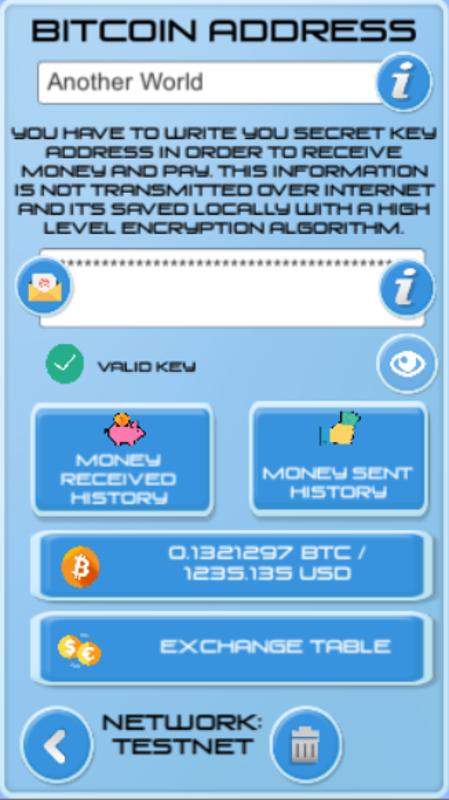 BITCOIN ADDRESS
Another World
YOU HAVE TO WRITE YOU SECRET KEY
ADDRESS IN ORDER TO RECEIVE
MONEY AND PAY. THIS INFORMATION
IS NOT TRANSMITTED OVER INTERNET
AND ITS SAVED LOCALLY WITH A HIGH
LEVEL ENCRYPTION ALGORITHM.
VALID KEY
MONEY
RECEIVED
HISTORY
MONEY SENT
HISTORY
0.1321297 BTC /
1235.135 USD
EXCHANGE TABLE
NETWORK:
TESTNET